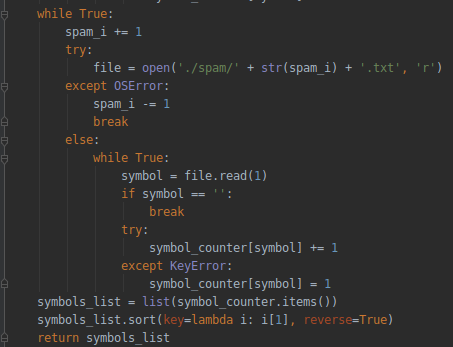 while True:
    spam_i += 1
    try:
        file = open('./spam/' + str(spam_i) + '.txt', 'r')
    except OSError:
        spam_i -= 1
        break
    else:
        while True:
            symbol = file.read(1)
            if symbol == '':
                break
            try:
                symbol_counter[symbol] += 1
            except KeyError:
                symbol_counter[symbol] = 1
symbols_list = list(symbol_counter.items())
symbols_list.sort(key=lambda i: i[1], reverse=True)
return symbols_list